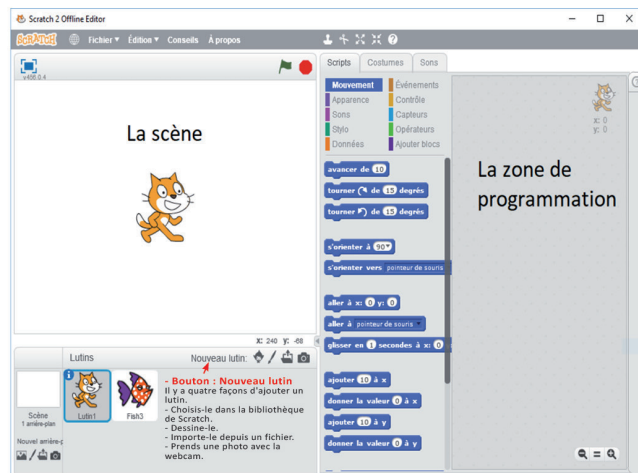 Scratch 2 Offline Editor
SCRATCH Fichier Édition Conseils À propos
v456.0.4
La scène
X: 240 y: -68
Scripts Costumes Sons
Mouvement Événements
Apparence Contrôle
Sons Capteurs
Stylo Opérateurs
Données Ajouter blocs
avancer de 10
tourner de 15 degrés
tourner de 15 degrés
s'orienter à 90
s'orienter vers pointeur de souris
aller à x: 0 y: 0
aller à pointeur de souris
glisser en 1 secondes à x: 0
ajouter 10 à x
donner la valeur 0 à x
ajouter 10 à y
donner la valeur 0 à y
x: 0
y: 0
La zone de
programmation
Lutins Nouveau lutin:
Scène
1 arrière-plan
Nouvel arrière-p
Lutin1 Fish3
- Bouton : Nouveau lutin
Il y a quatre façons d'ajouter un
lutin.
- Choisis-le dans la bibliothèque
de Scratch.
- Dessine-le.
- Importe-le depuis un fichier.
- Prends une photo avec la
webcam.